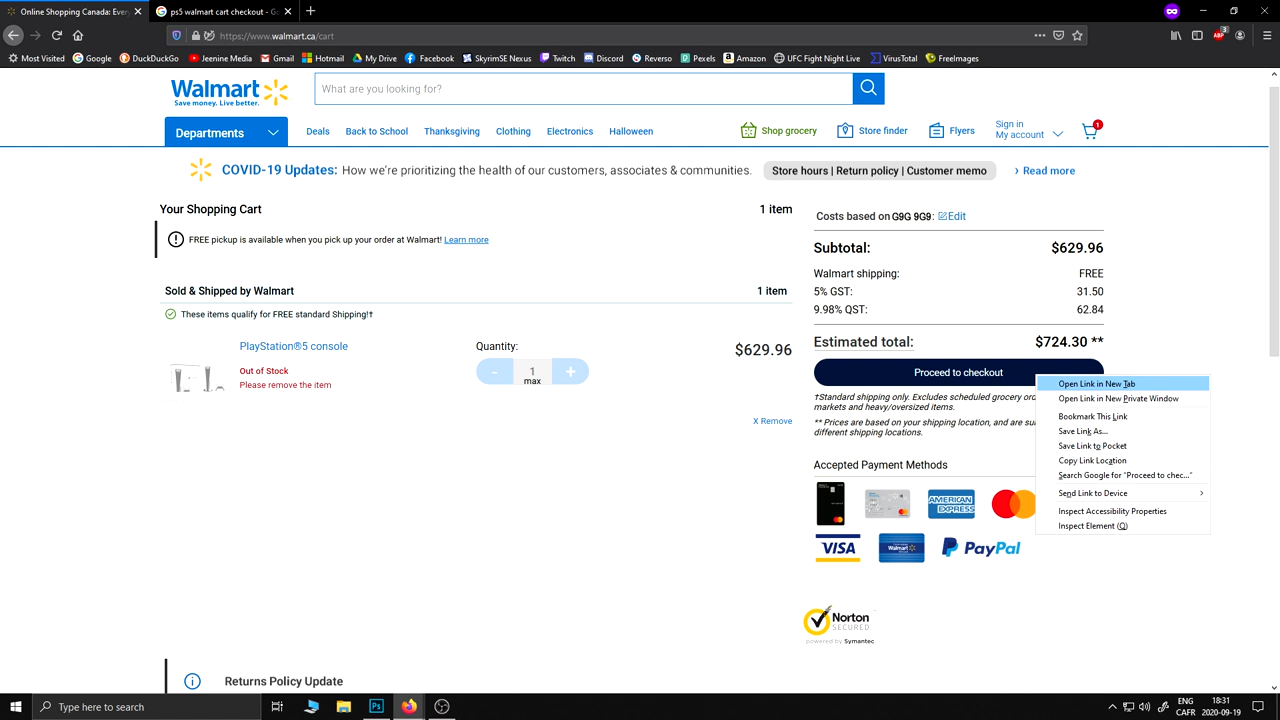 Online Shopping Canada: Every
ps5 walmart cart checkout - Go
https://www.walmart.ca/cart
3
Most Visited
Google
DuckDuckGo
Jeenine Media
Gmail
Hotmail
My Drive
Facebook
SkyrimSE Nexus
Twitch
Discord
Reverso
Pexels
Amazon
UFC Fight Night Live
VirusTotal
FreeImages
Walmart
Save money. Live better.
What are you looking for?
Departments
Deals
Back to School
Thanksgiving
Clothing
Electronics
Halloween
Shop grocery
Store finder
Flyers
Sign in
My account
1
COVID-19 Updates: How we're prioritizing the health of our customers, associates & communities.
Store hours | Return policy | Customer memo
› Read more
Your Shopping Cart
1 item
FREE pickup is available when you pick up your order at Walmart! Learn more
Sold & Shipped by Walmart
1 item
These items qualify for FREE standard Shipping!†
PlayStation®5 console
Out of Stock
Please remove the item
Quantity:
- 1 +
max
$629.96
X Remove
Costs based on G9G 9G9: Edit
Subtotal: $629.96
Walmart shipping: FREE
5% GST: 31.50
9.98% QST: 62.84
Estimated total: $724.30 **
Proceed to checkout
†Standard shipping only. Excludes scheduled grocery
markets and heavy/oversized items.
** Prices are based on your shipping location, and are
different shipping locations.
Open Link in New Tab
Open Link in New Private Window
Bookmark This Link
Save Link As...
Save Link to Pocket
Copy Link Location
Search Google for "Proceed to chec..."
Send Link to Device
Inspect Accessibility Properties
Inspect Element (Q)
Accepted Payment Methods
AMERICAN EXPRESS
VISA
Walmart
PayPal
Norton
SECURED
powered by Symantec
Returns Policy Update
Type here to search
Ps
ENG
CAFR
18:31
2020-09-19